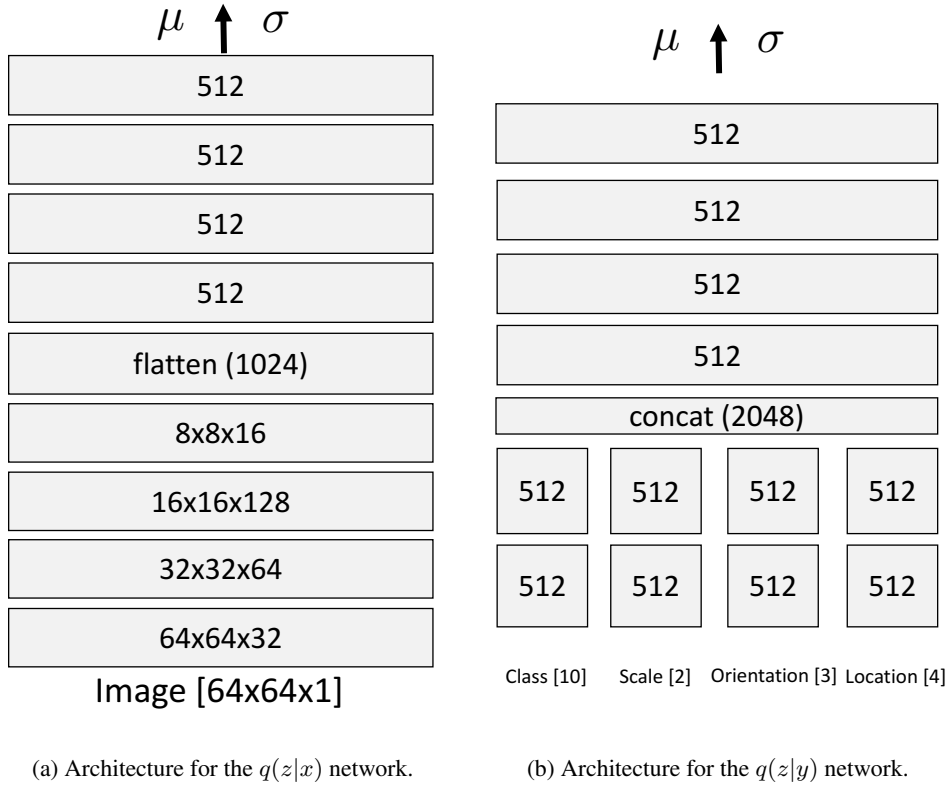 μ σ
512
512
512
512
flatten (1024)
8x8x16
16x16x128
32x32x64
64x64x32
Image [64x64x1]
(a) Architecture for the q(z|x) network.
μ σ
512
512
512
512
concat (2048)
512 512 512 512
512 512 512 512
Class [10] Scale [2] Orientation [3] Location [4]
(b) Architecture for the q(z|y) network.